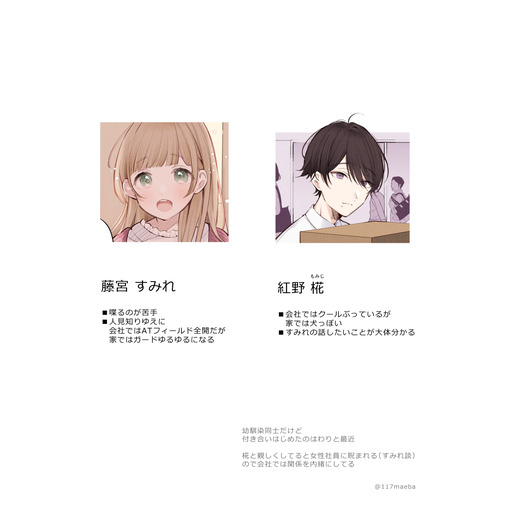 藤宮 すみれ
■喋るのが苦手
■人見知りゆえに
会社ではATフィールド全開だが
家ではガードゆるゆるになる
もみじ
紅野 椛
■会社ではクールぶっているが
家では犬っぽい
■すみれの話したいことが大体分かる
幼馴染同士だけど
付き合いはじめたのはわりと最近
椛と親しくしてると女性社員に睨まれる(すみれ談)
ので会社では関係を内緒にしてる
@117maeba